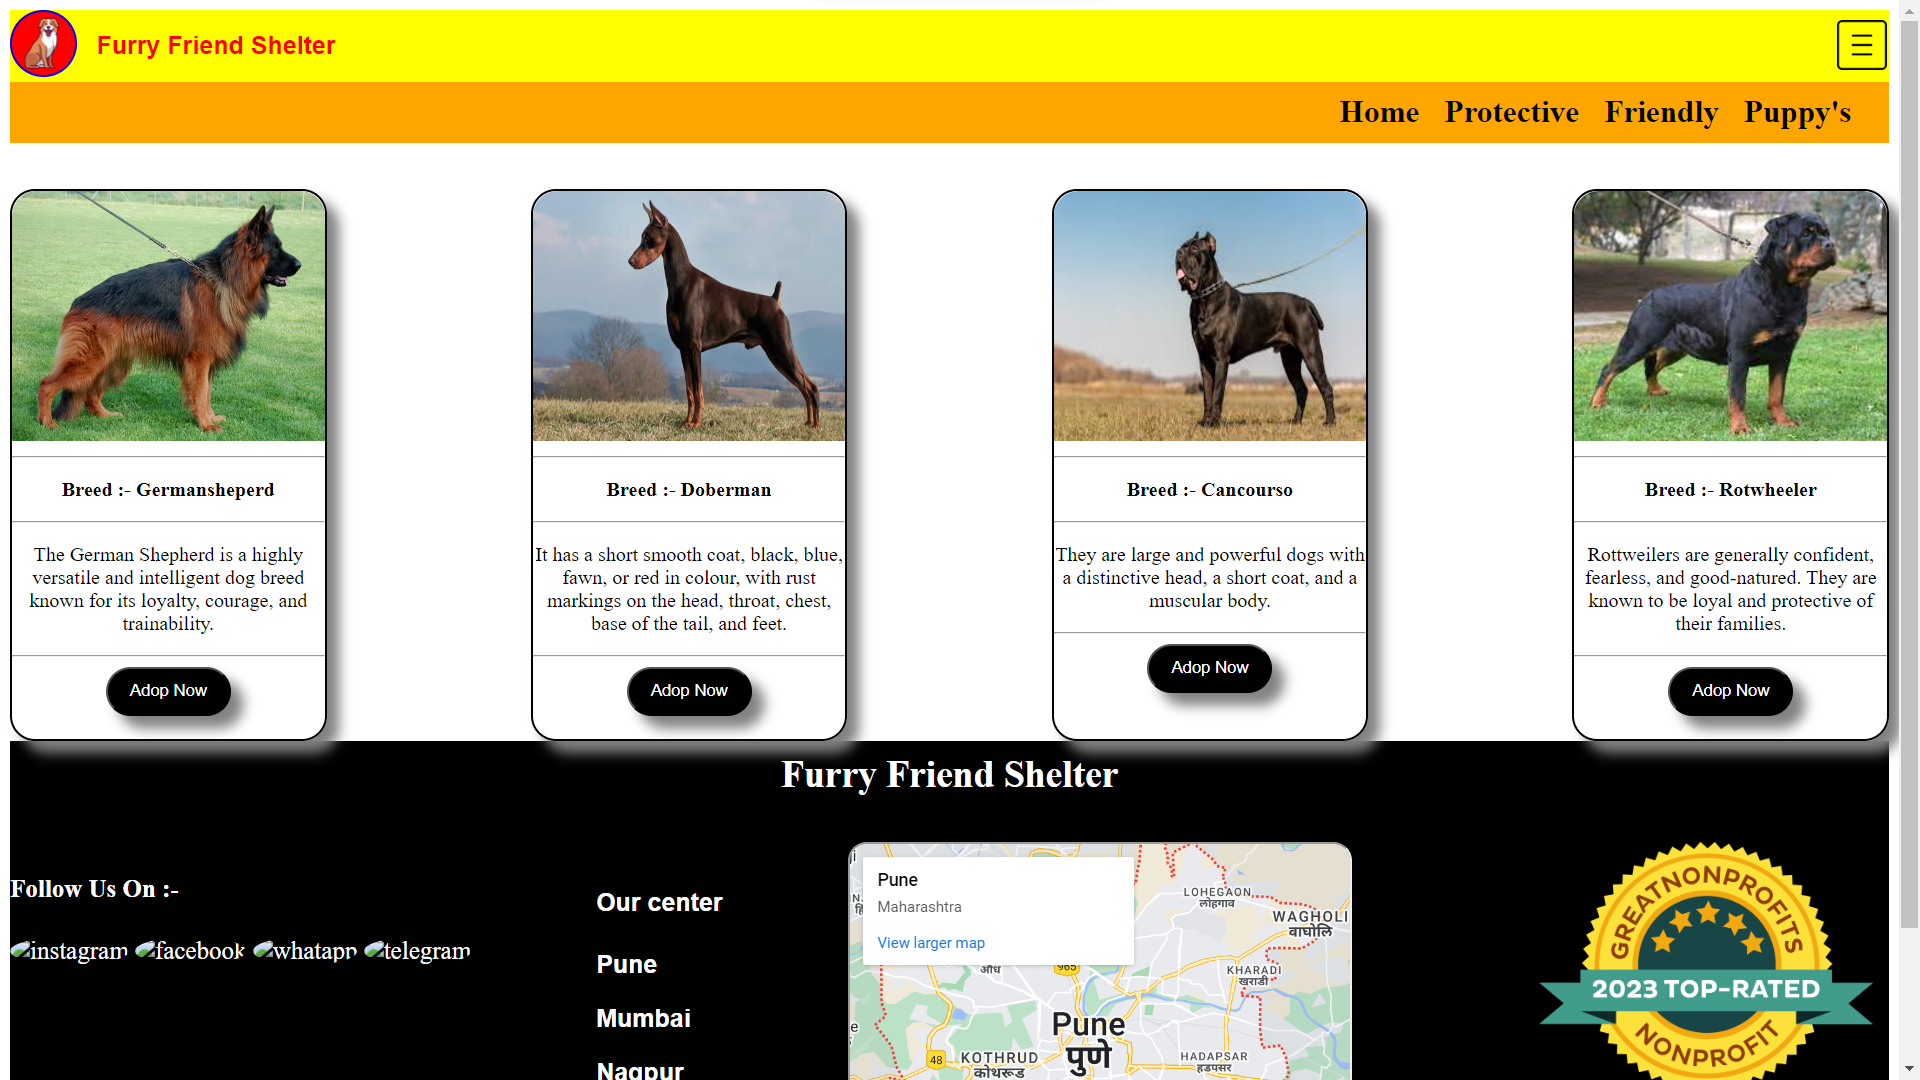 Furry Friend Shelter
☰
Home Protective Friendly Puppy's
Breed :- Germansheperd
The German Shepherd is a highly
versatile and intelligent dog breed
known for its loyalty, courage, and
trainability.
Adop Now
Breed :- Doberman
It has a short smooth coat, black, blue,
fawn, or red in colour, with rust
markings on the head, throat, chest,
base of the tail, and feet.
Adop Now
Breed :- Cancourso
They are large and powerful dogs with
a distinctive head, a short coat, and a
muscular body.
Adop Now
Breed :- Rotwheeler
Rottweilers are generally confident,
fearless, and good-natured. They are
known to be loyal and protective of
their families.
Adop Now
Furry Friend Shelter
Follow Us On :-
instagram facebook whatapp telegram
Our center
Pune
Mumbai
Nagpur
Pune
Maharashtra
View larger map
LOHEGAON
लोहगाव
WAGHOLI
वाघोलि
औंध
965
KHARADI
खराडी
Pune
पुणे
48
KOTHRUD
कोथरूड
HADAPSAR
हडपसर
GREATNONPROFITS
2023 TOP-RATED
NONPROFIT